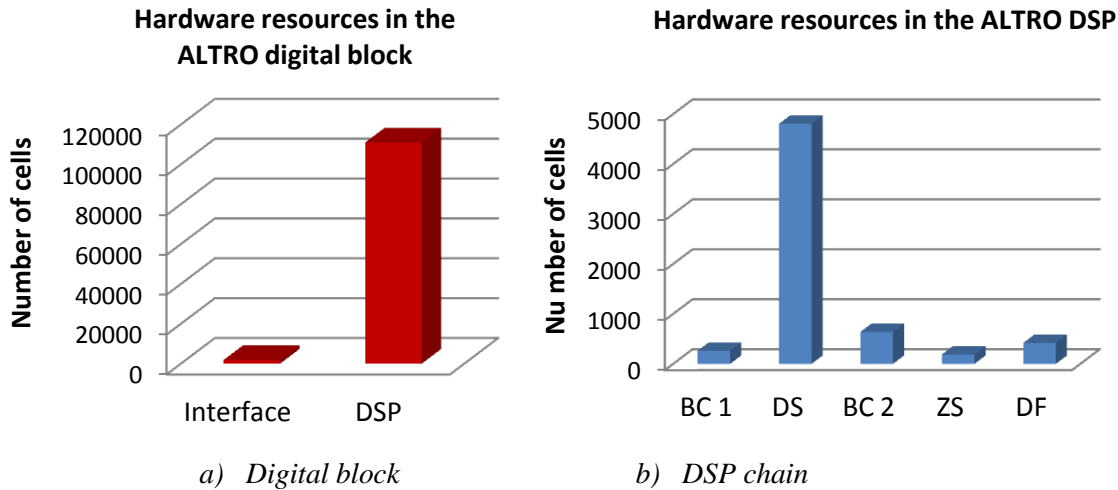 Hardware resources in the
ALTRO digital block
Number of cells
120000
100000
80000
60000
40000
20000
0
Interface DSP
a) Digital block
Hardware resources in the ALTRO DSP
Nu mber of cells
5000
4000
3000
2000
1000
0
BC 1 DS BC 2 ZS DF
b) DSP chain